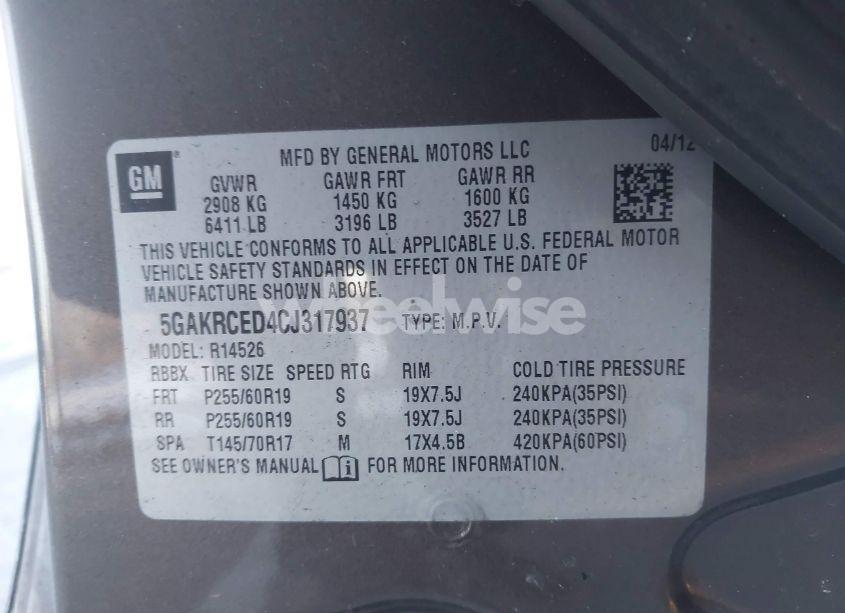 GM
MFD BY GENERAL MOTORS LLC
04/12
GVWR GAWR FRT GAWR RR
2908 KG 1450 KG 1600 KG
6411 LB 3196 LB 3527 LB
THIS VEHICLE CONFORMS TO ALL APPLICABLE U.S. FEDERAL MOTOR
VEHICLE SAFETY STANDARDS IN EFFECT ON THE DATE OF
MANUFACTURE SHOWN ABOVE.
wheelwise
5GAKRCED4CJ317937 TYPE: M.P.V.
MODEL: R14526
RBBX TIRE SIZE SPEED RTG RIM COLD TIRE PRESSURE
FRT P255/60R19 S 19X7.5J 240KPA(35PSI)
RR P255/60R19 S 19X7.5J 240KPA(35PSI)
SPA T145/70R17 M 17X4.5B 420KPA(60PSI)
SEE OWNER'S MANUAL FOR MORE INFORMATION.